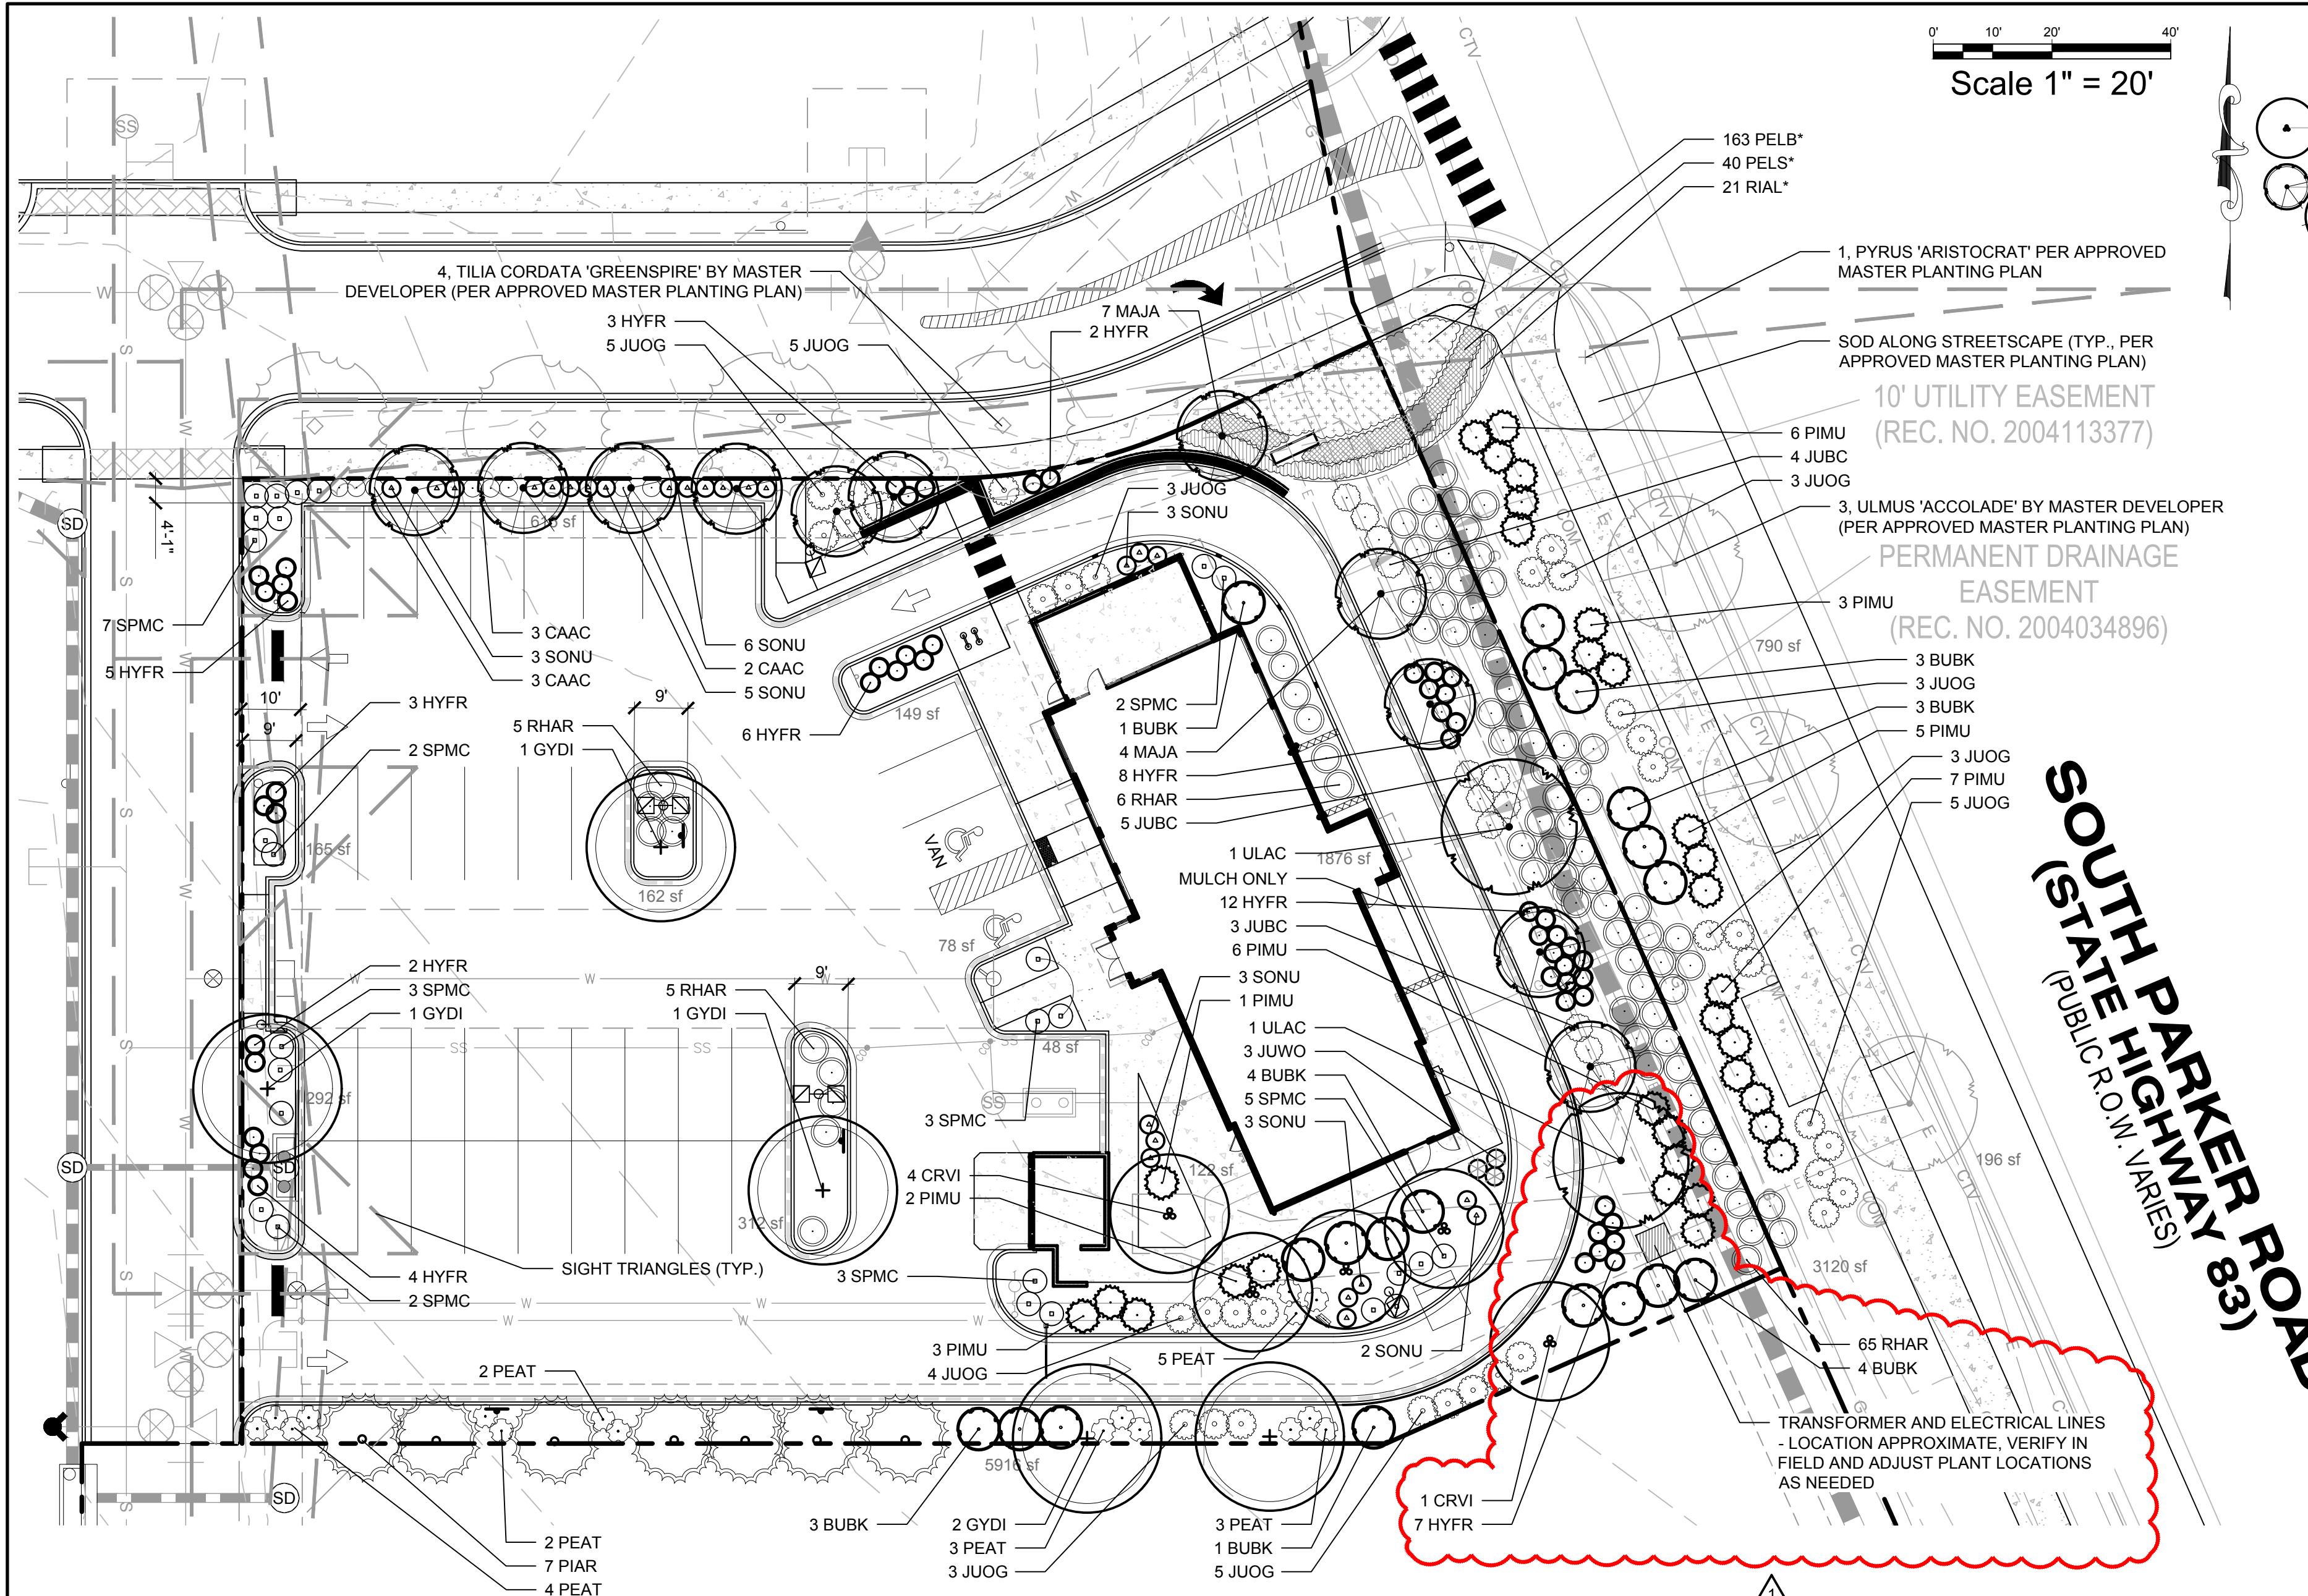 0' 10' 20' 40'
Scale 1" = 20'
163 PELB*
40 PELS*
21 RIAL*
1, PYRUS 'ARISTOCRAT' PER APPROVED
MASTER PLANTING PLAN
SOD ALONG STREETSCAPE (TYP., PER
APPROVED MASTER PLANTING PLAN)
10' UTILITY EASEMENT
(REC. NO. 2004113377)
6 PIMU
4 JUBC
3 JUOG
3, ULMUS 'ACCOLADE' BY MASTER DEVELOPER
(PER APPROVED MASTER PLANTING PLAN)
PERMANENT DRAINAGE
EASEMENT
(REC. NO. 2004034896)
3 PIMU
790 sf
3 BUBK
3 JUOG
3 BUBK
5 PIMU
3 JUOG
7 PIMU
5 JUOG
SOUTH PARKER ROAD
(STATE HIGHWAY 83)
(PUBLIC R.O.W. VARIES)
196 sf
3120 sf
65 RHAR
4 BUBK
TRANSFORMER AND ELECTRICAL LINES
- LOCATION APPROXIMATE, VERIFY IN
FIELD AND ADJUST PLANT LOCATIONS
AS NEEDED
1 CRVI
7 HYFR
1
4, TILIA CORDATA 'GREENSPIRE' BY MASTER
DEVELOPER (PER APPROVED MASTER PLANTING PLAN)
3 HYFR
5 JUOG
5 JUOG
7 MAJA
2 HYFR
3 JUOG
3 SONU
SS
SD
4'-1"
615 sf
7 SPMC
5 HYFR
3 CAAC
3 SONU
3 CAAC
6 SONU
2 CAAC
5 SONU
10'
9'
3 HYFR
2 SPMC
165 sf
5 RHAR
1 GYDI
9'
162 sf
6 HYFR
149 sf
VAN
78 sf
2 SPMC
1 BUBK
4 MAJA
8 HYFR
6 RHAR
5 JUBC
1 ULAC
1876 sf
MULCH ONLY
12 HYFR
3 JUBC
6 PIMU
3 SONU
1 PIMU
1 ULAC
3 JUWO
4 BUBK
5 SPMC
3 SONU
2 HYFR
3 SPMC
1 GYDI
292 sf
SD
SD
5 RHAR
1 GYDI
9'
312 sf
48 sf
SS
3 SPMC
122 sf
4 CRVI
2 PIMU
4 HYFR
2 SPMC
SIGHT TRIANGLES (TYP.)
3 SPMC
3 PIMU
4 JUOG
5 PEAT
2 SONU
2 PEAT
5916 sf
SD
2 PEAT
7 PIAR
4 PEAT
3 BUBK
2 GYDI
3 PEAT
3 JUOG
3 PEAT
1 BUBK
5 JUOG